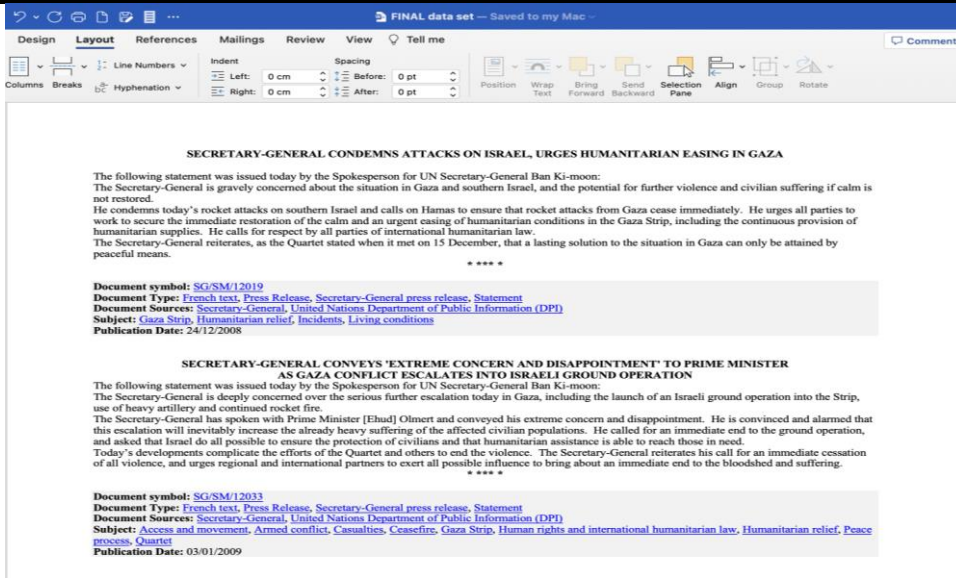 FINAL data set — Saved to my Mac
Design Layout References Mailings Review View Tell me Comment
Line Numbers Indent Spacing
Left: 0 cm Before: 0 pt
Columns Breaks Hyphenation Right: 0 cm After: 0 pt Position Wrap Text Bring Forward Send Backward Selection Pane Align Group Rotate
SECRETARY-GENERAL CONDEMNS ATTACKS ON ISRAEL, URGES HUMANITARIAN EASING IN GAZA
The following statement was issued today by the Spokesperson for UN Secretary-General Ban Ki-moon:
The Secretary-General is gravely concerned about the situation in Gaza and southern Israel, and the potential for further violence and civilian suffering if calm is
not restored.
He condemns today's rocket attacks on southern Israel and calls on Hamas to ensure that rocket attacks from Gaza cease immediately. He urges all parties to
work to secure the immediate restoration of the calm and an urgent easing of humanitarian conditions in the Gaza Strip, including the continuous provision of
humanitarian supplies. He calls for respect by all parties of international humanitarian law.
The Secretary-General reiterates, as the Quartet stated when it met on 15 December, that a lasting solution to the situation in Gaza can only be attained by
peaceful means.
* *** *
Document symbol: SG/SM/12019
Document Type: French text, Press Release, Secretary-General press release, Statement
Document Sources: Secretary-General, United Nations Department of Public Information (DPI)
Subject: Gaza Strip, Humanitarian relief, Incidents, Living conditions
Publication Date: 24/12/2008
SECRETARY-GENERAL CONVEYS 'EXTREME CONCERN AND DISAPPOINTMENT' TO PRIME MINISTER
AS GAZA CONFLICT ESCALATES INTO ISRAELI GROUND OPERATION
The following statement was issued today by the Spokesperson for UN Secretary-General Ban Ki-moon:
The Secretary-General is deeply concerned over the serious further escalation today in Gaza, including the launch of an Israeli ground operation into the Strip,
use of heavy artillery and continued rocket fire.
The Secretary-General has spoken with Prime Minister [Ehud] Olmert and conveyed his extreme concern and disappointment. He is convinced and alarmed that
this escalation will inevitably increase the already heavy suffering of the affected civilian populations. He called for an immediate end to the ground operation,
and asked that Israel do all possible to ensure the protection of civilians and that humanitarian assistance is able to reach those in need.
Today's developments complicate the efforts of the Quartet and others to end the violence. The Secretary-General reiterates his call for an immediate cessation
of all violence, and urges regional and international partners to exert all possible influence to bring about an immediate end to the bloodshed and suffering.
* *** *
Document symbol: SG/SM/12033
Document Type: French text, Press Release, Secretary-General press release, Statement
Document Sources: Secretary-General, United Nations Department of Public Information (DPI)
Subject: Access and movement, Armed conflict, Casualties, Ceasefire, Gaza Strip, Human rights and international humanitarian law, Humanitarian relief, Peace
process, Quartet
Publication Date: 03/01/2009